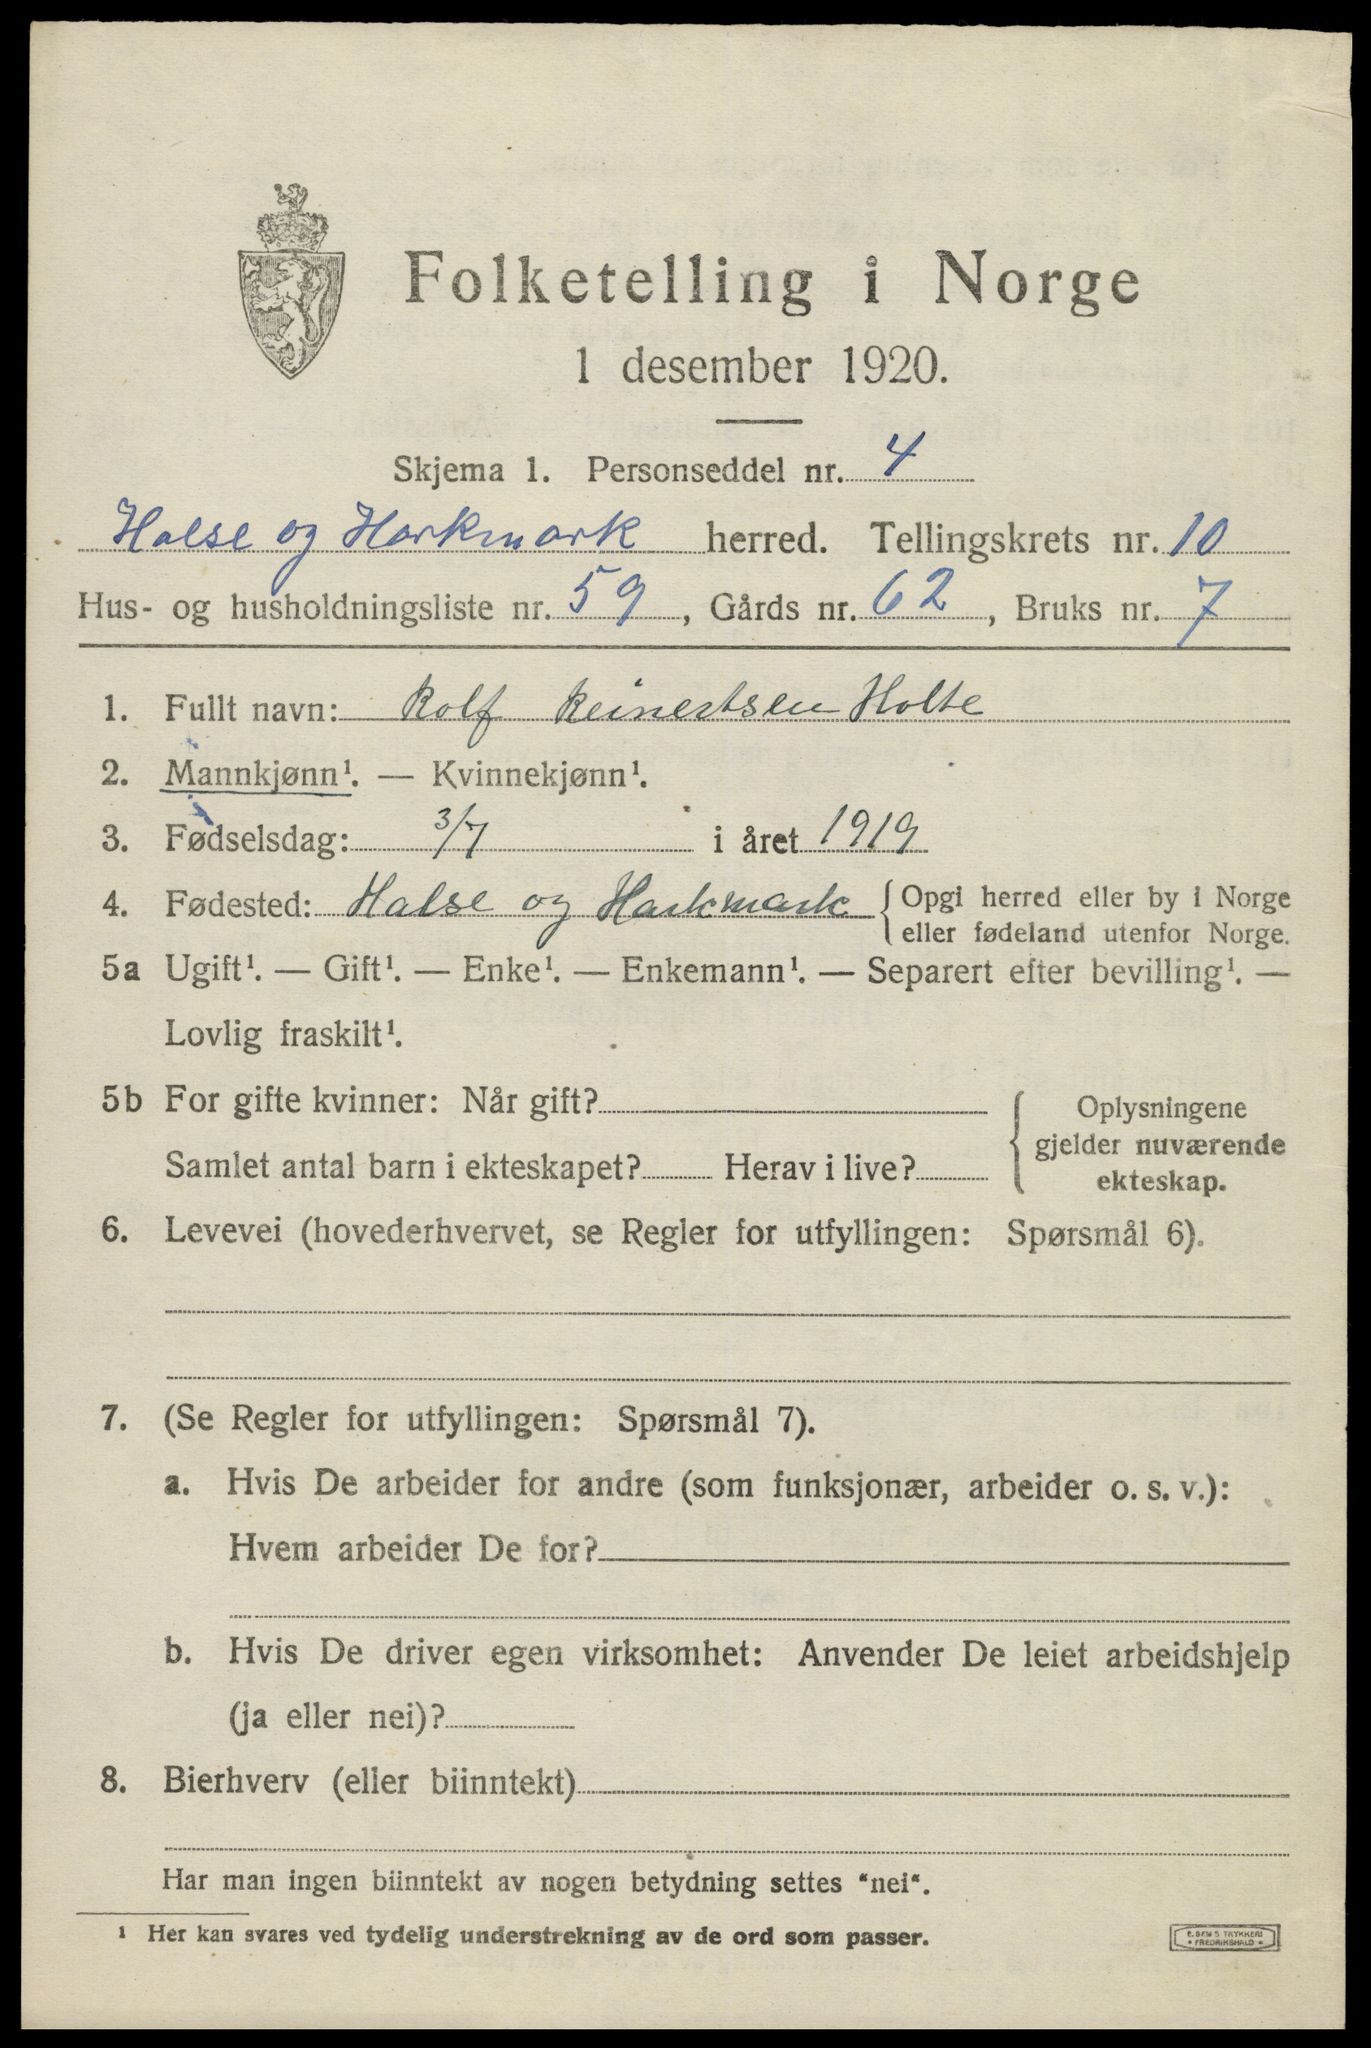 Folketelling i Norge
1 desember 1920.
Skjema 1. Personseddel nr. 4
Halse og Harkmark herred. Tellingskrets nr. 10
Hus- og husholdningsliste nr. 59, Gårds nr. 62, Bruks nr. 7
1. Fullt navn: Rolf Reinertsen Holte
2. Mannkjønn¹. — Kvinnekjønn¹.
3. Fødselsdag: 3/7 i året 1919
4. Fødested: Halse og Harkmark { Opgi herred eller by i Norge
eller fødeland utenfor Norge.
5a Ugift¹. — Gift¹. — Enke¹. — Enkemann¹. — Separert efter bevilling¹. —
Lovlig fraskilt¹.
5b For gifte kvinner: Når gift?
Samlet antal barn i ekteskapet? Herav i live?
{ Oplysningene
gjelder nuværende
ekteskap.
6. Levevei (hovederhvervet, se Regler for utfyllingen: Spørsmål 6).
7. (Se Regler for utfyllingen: Spørsmål 7).
a. Hvis De arbeider for andre (som funksjonær, arbeider o. s. v.):
Hvem arbeider De for?
b. Hvis De driver egen virksomhet: Anvender De leiet arbeidshjelp
(ja eller nei)?
8. Bierhverv (eller biinntekt)
Har man ingen biinntekt av nogen betydning settes "nei".
¹ Her kan svares ved tydelig understrekning av de ord som passer.
E. SEM'S TRYKKERI
• FREDRIKSHALD •